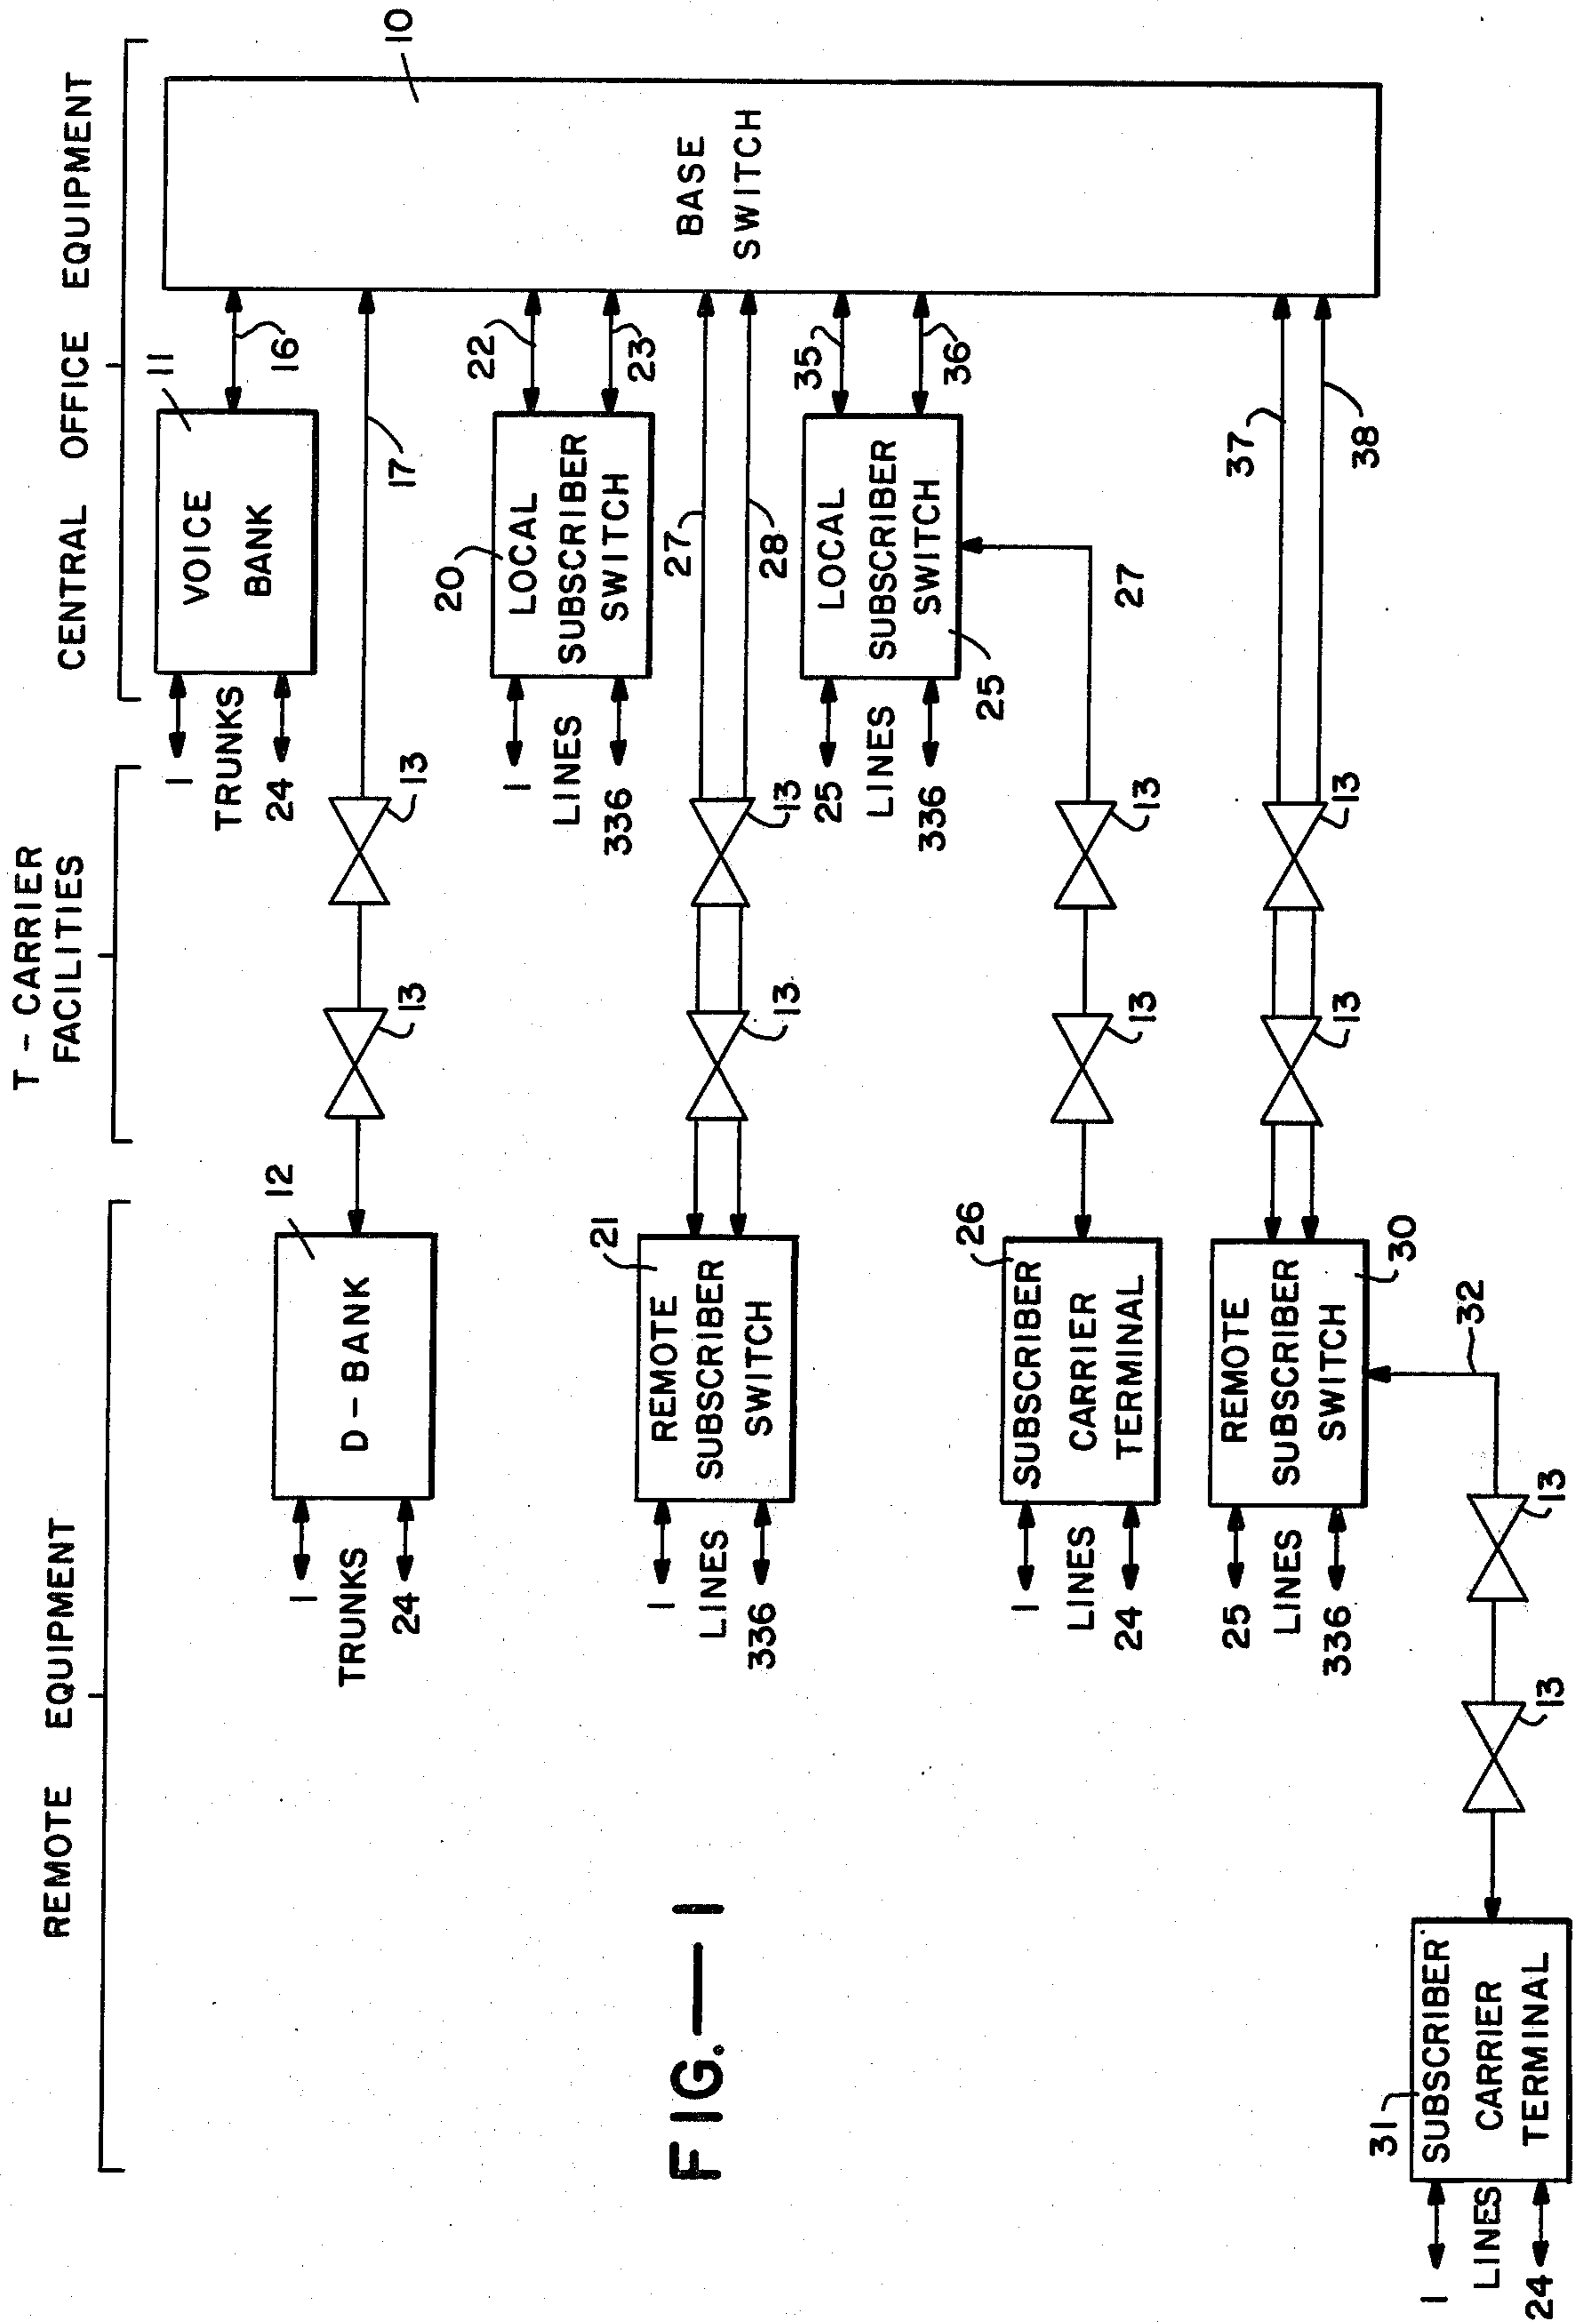 REMOTE EQUIPMENT
T - CARRIER
FACILITIES
CENTRAL OFFICE EQUIPMENT
10
BASE
SWITCH
11
VOICE
BANK
16
1
TRUNKS
24
12
D-BANK
1
TRUNKS
24
13
13
17
20
LOCAL
SUBSCRIBER
SWITCH
22
23
1
LINES
336
21
REMOTE
SUBSCRIBER
SWITCH
1
LINES
336
13
13
27
28
LOCAL
SUBSCRIBER
SWITCH
25
35
36
25
LINES
336
26
SUBSCRIBER
CARRIER
TERMINAL
1
LINES
24
13
13
27
REMOTE
SUBSCRIBER
SWITCH
30
25
LINES
336
13
13
37
38
31
SUBSCRIBER
CARRIER
TERMINAL
1
LINES
24
13
13
32
FIG.—1